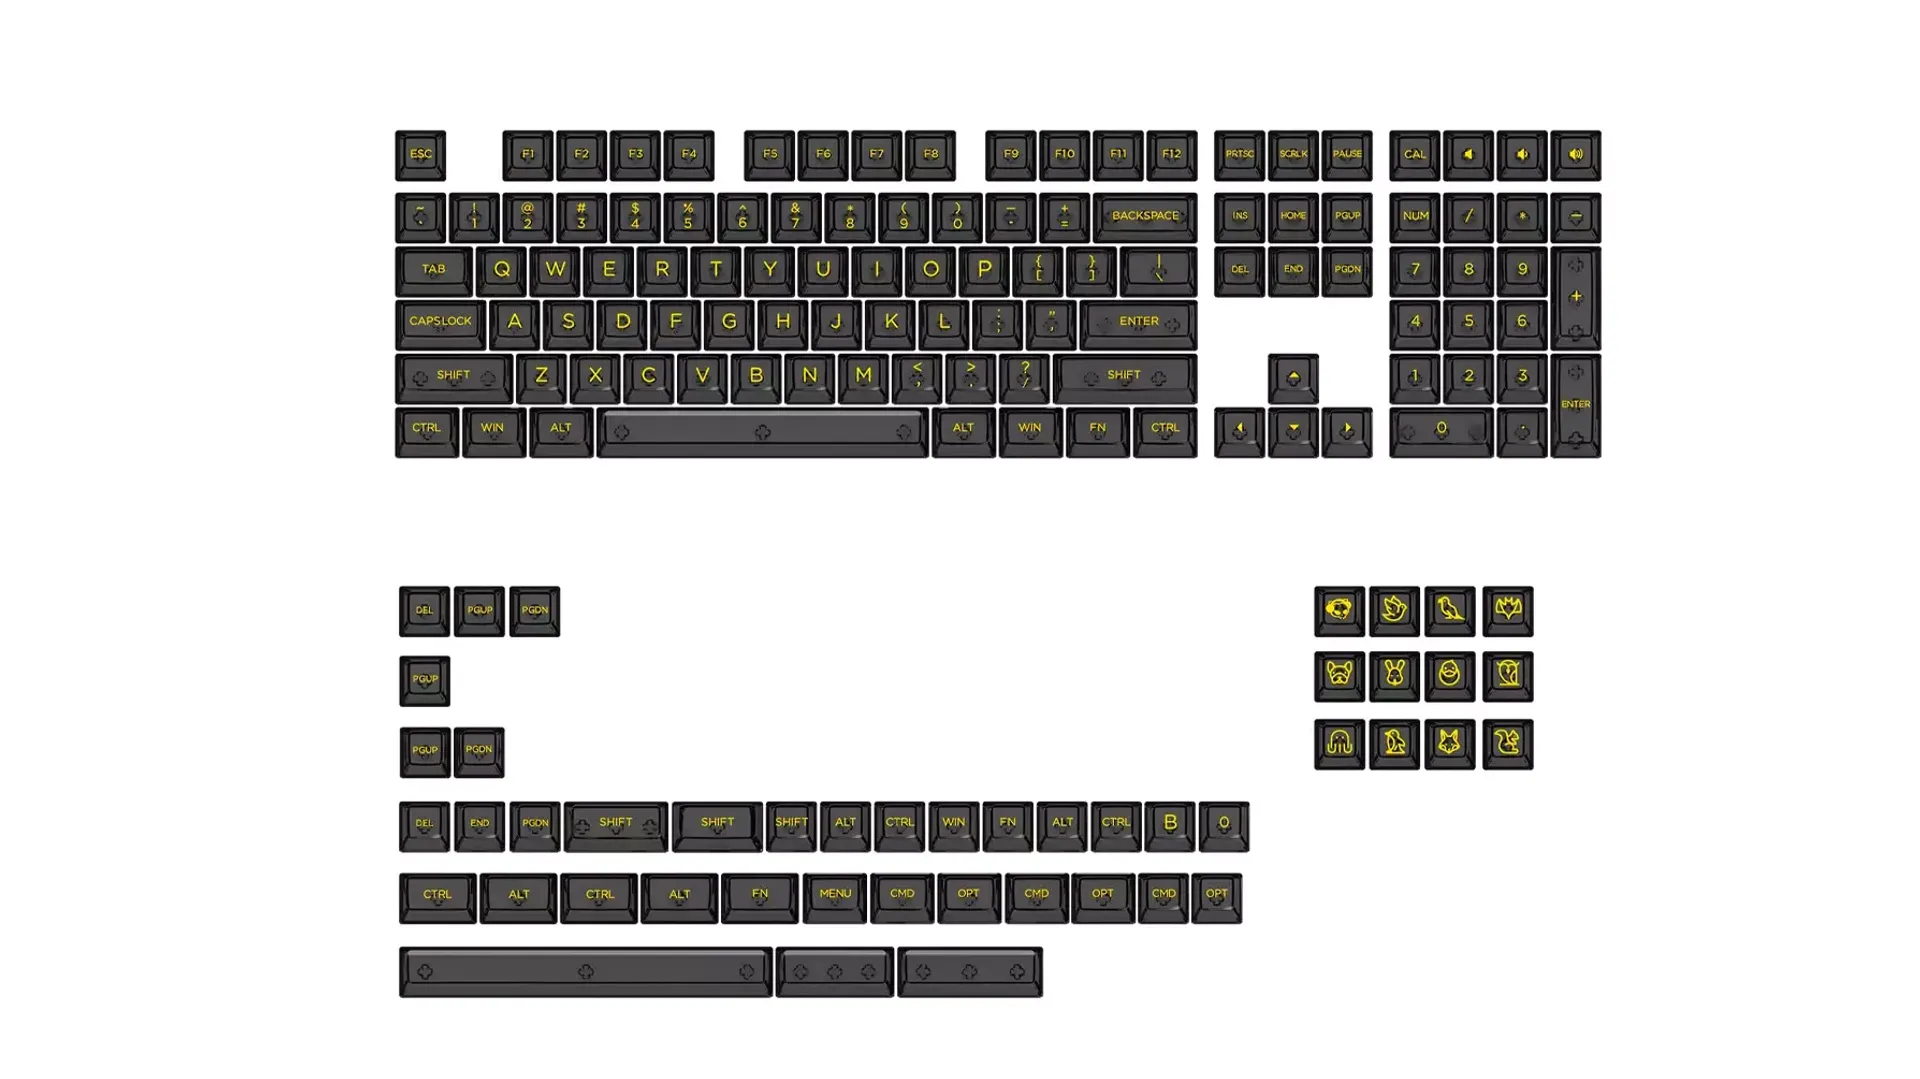 ESC F1 F2 F3 F4 F5 F6 F7 F8 F9 F10 F11 F12 PRTSC SCRLK PAUSE CAL
~ ! @ # $ % ^ & * ( ) — + BACKSPACE INS HOME PGUP NUM / * −
` 1 2 3 4 5 6 7 8 9 0 - =
TAB Q W E R T Y U I O P { } | DEL END PGDN 7 8 9 +
[ ] \
CAPSLOCK A S D F G H J K L : " ENTER 4 5 6
; '
SHIFT Z X C V B N M < > ? SHIFT 1 2 3 ENTER
, . /
CTRL WIN ALT ALT WIN FN CTRL 0 .
DEL PGUP PGDN
PGUP
PGUP PGDN
DEL END PGDN SHIFT SHIFT SHIFT ALT CTRL WIN FN ALT CTRL B O
CTRL ALT CTRL ALT FN MENU CMD OPT CMD OPT CMD OPT